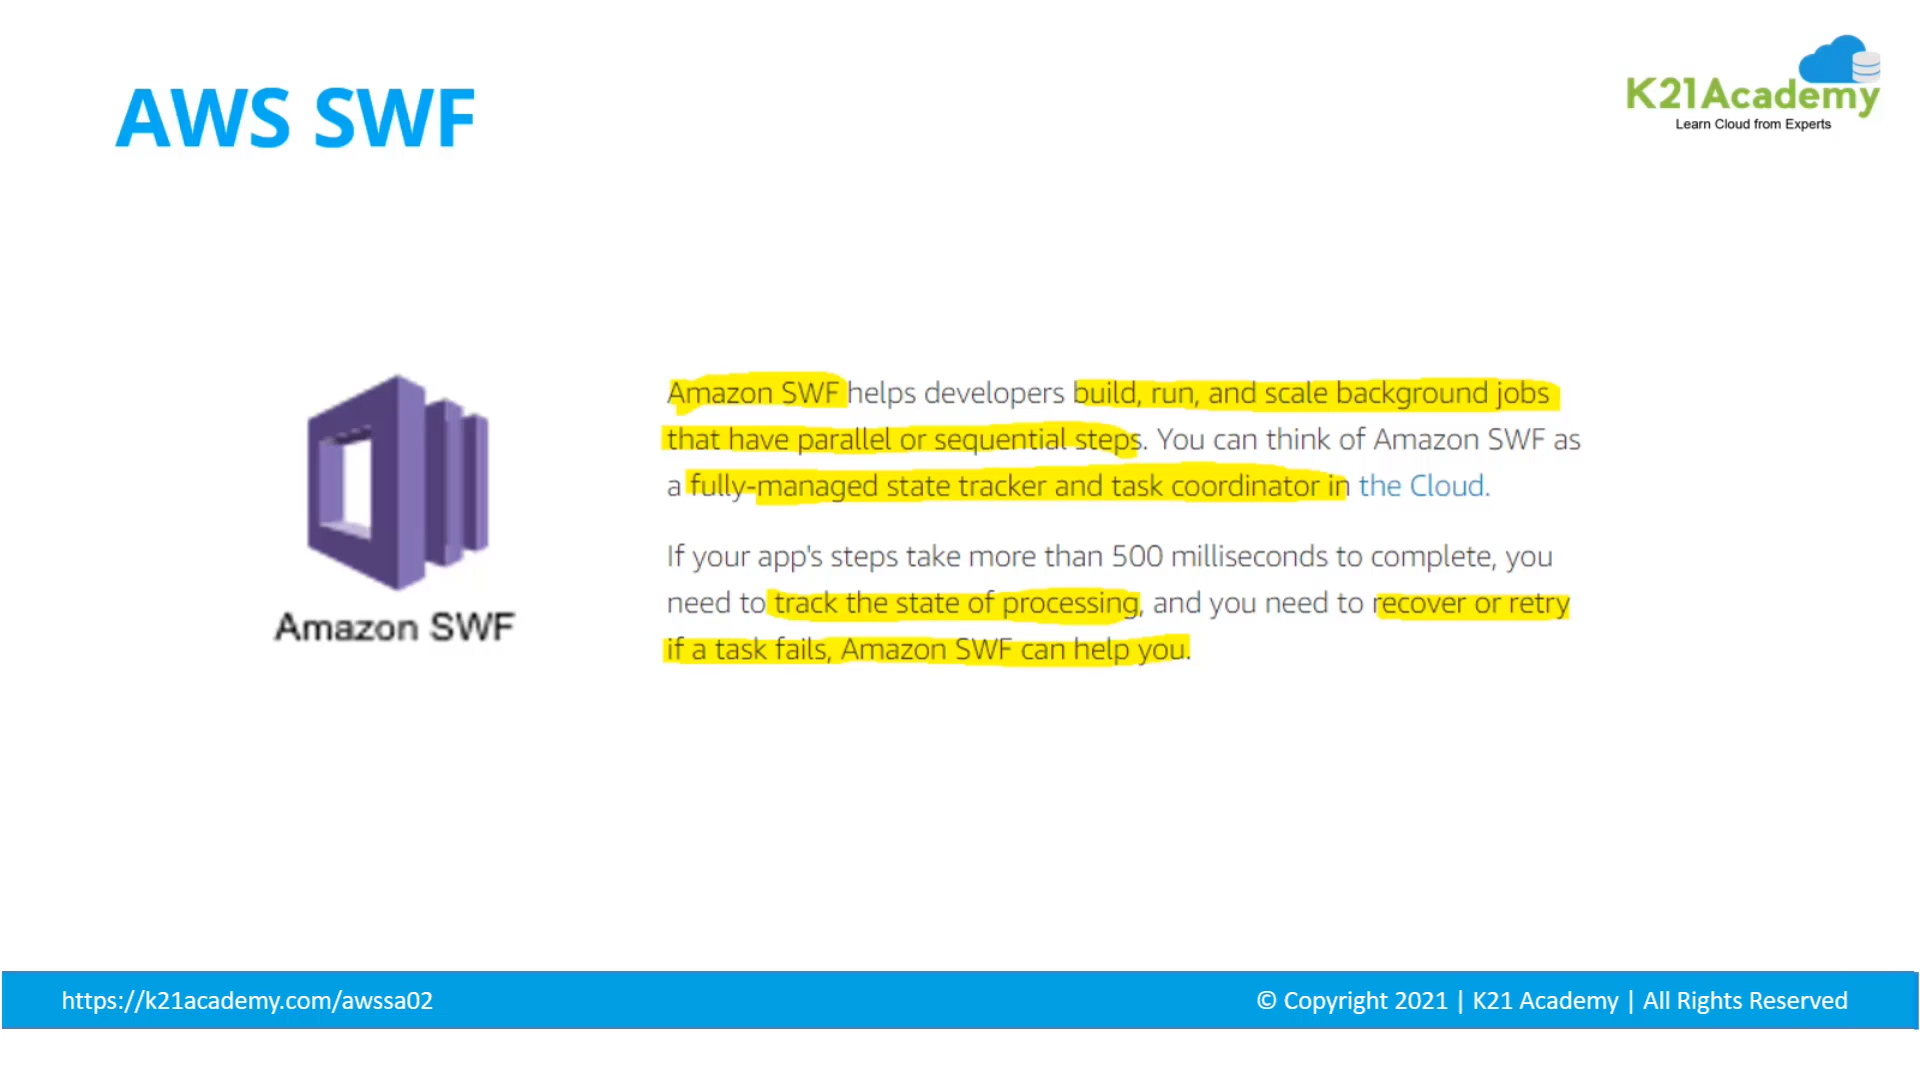 AWS SWF
K21Academy
Learn Cloud from Experts
Amazon SWF helps developers build, run, and scale background jobs
that have parallel or sequential steps. You can think of Amazon SWF as
a fully-managed state tracker and task coordinator in the Cloud.
If your app's steps take more than 500 milliseconds to complete, you
need to track the state of processing, and you need to recover or retry
if a task fails, Amazon SWF can help you.
Amazon SWF
https://k21academy.com/awssa02
© Copyright 2021 | K21 Academy | All Rights Reserved